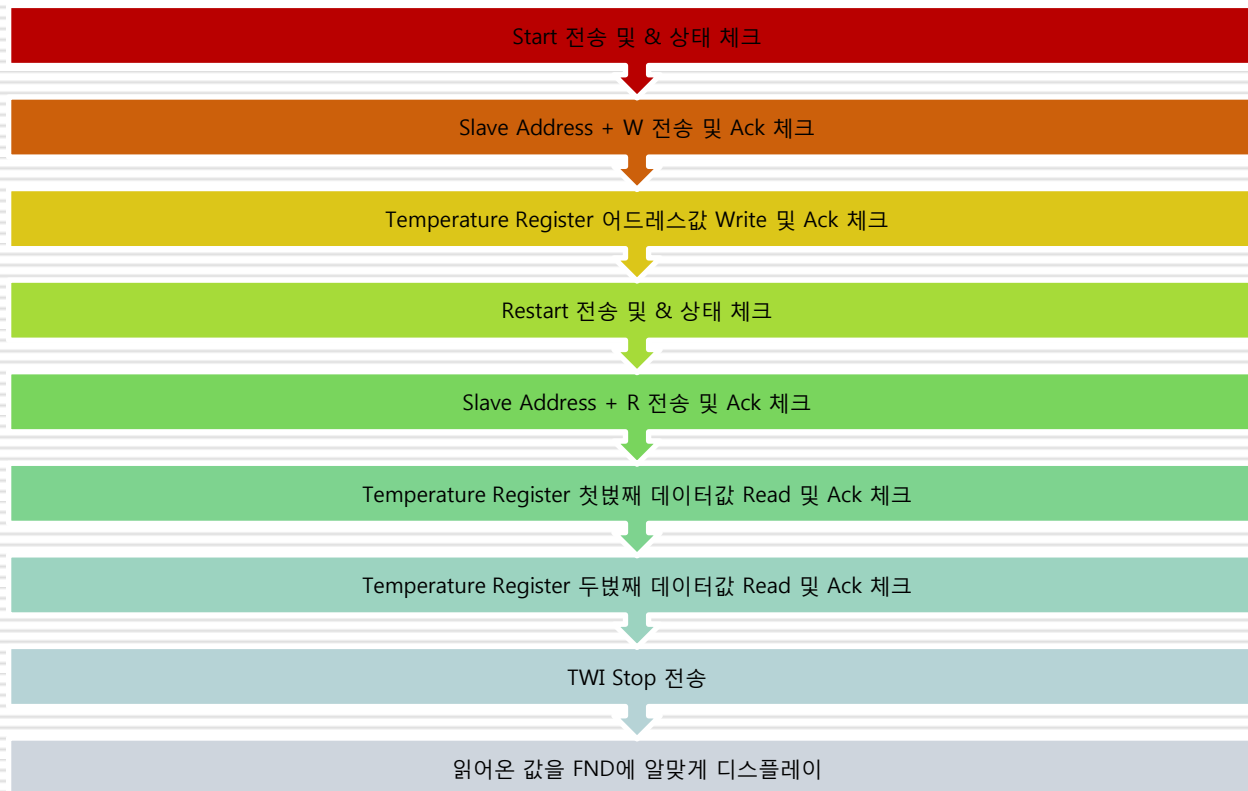 Start 전송 및 & 상태 체크
Slave Address + W 전송 및 Ack 체크
Temperature Register 어드레스값 Write 및 Ack 체크
Restart 전송 및 & 상태 체크
Slave Address + R 전송 및 Ack 체크
Temperature Register 첫벉째 데이터값 Read 및 Ack 체크
Temperature Register 두벉째 데이터값 Read 및 Ack 체크
TWI Stop 전송
읽어온 값을 FND에 알맞게 디스플레이